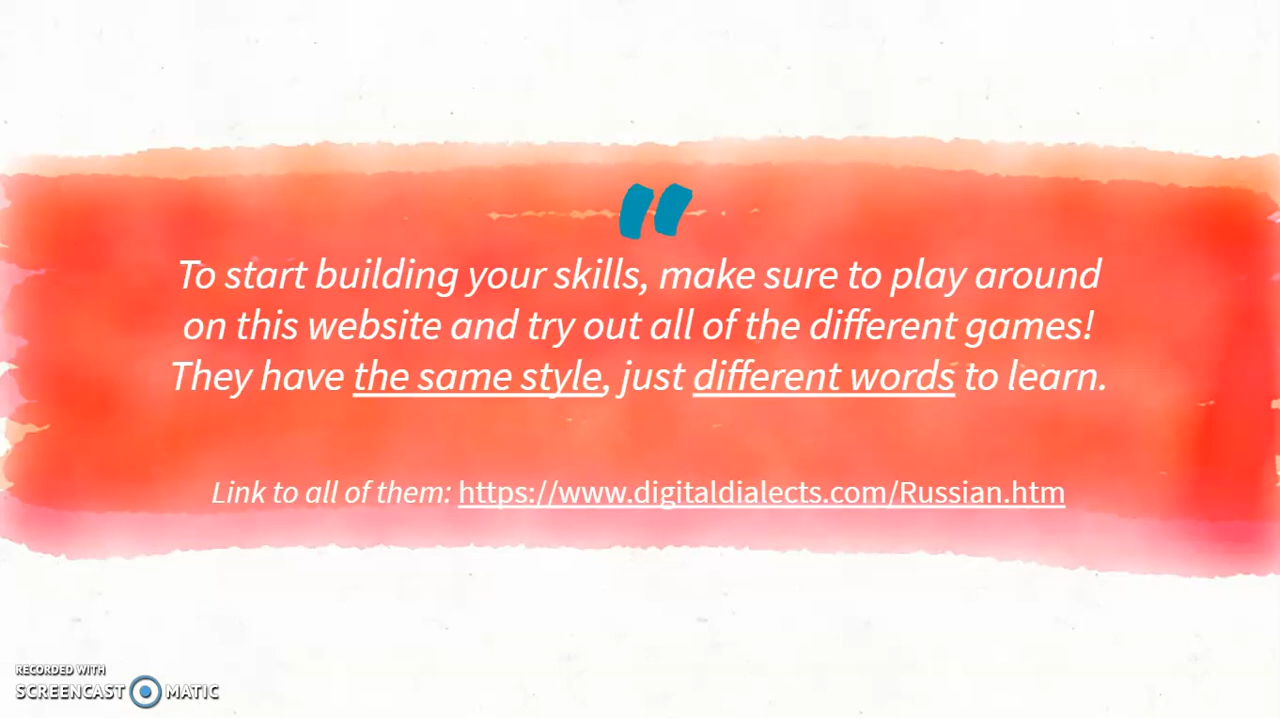 "
To start building your skills, make sure to play around
on this website and try out all of the different games!
They have the same style, just different words to learn.
Link to all of them: https://www.digitaldialects.com/Russian.htm
RECORDED WITH
SCREENCAST MATIC